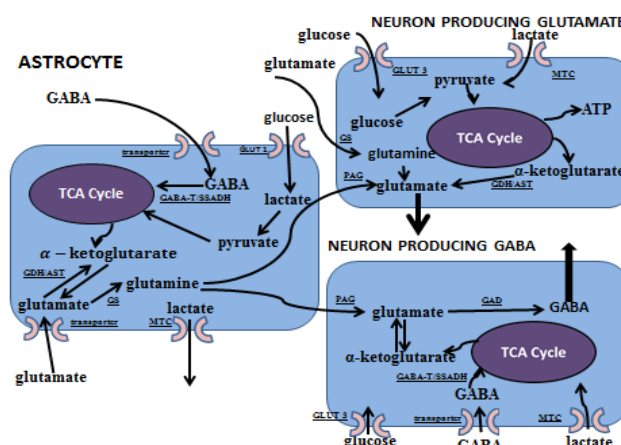 NEURON PRODUCING GLUTAMATE
glucose
lactate
GLUT 3
MTC
pyruvate
ATP
glucose
TCA Cycle
GS
glutamine
α-ketoglutarate
PAG
glutamate
GDH/AST
ASTROCYTE
glutamate
GABA
glucose
transporter
GLUT 1
TCA Cycle
GABA
GABA-T/SSADH
lactate
pyruvate
α – ketoglutarate
GDH/AST
glutamine
glutamate
GS
lactate
transporter
MTC
glutamate
NEURON PRODUCING GABA
PAG
glutamate
GAD
GABA
TCA Cycle
α-ketoglutarate
GABA-T/SSADH
GABA
GLUT 3
transporter
MTC
glucose
GABA
lactate